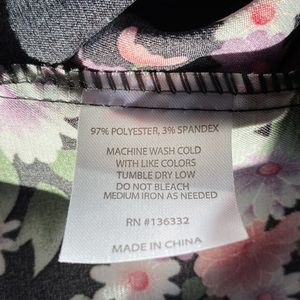 97% POLYESTER, 3% SPANDEX
MACHINE WASH COLD
WITH LIKE COLORS
TUMBLE DRY LOW
DO NOT BLEACH
MEDIUM IRON AS NEEDED
RN #136332
MADE IN CHINA